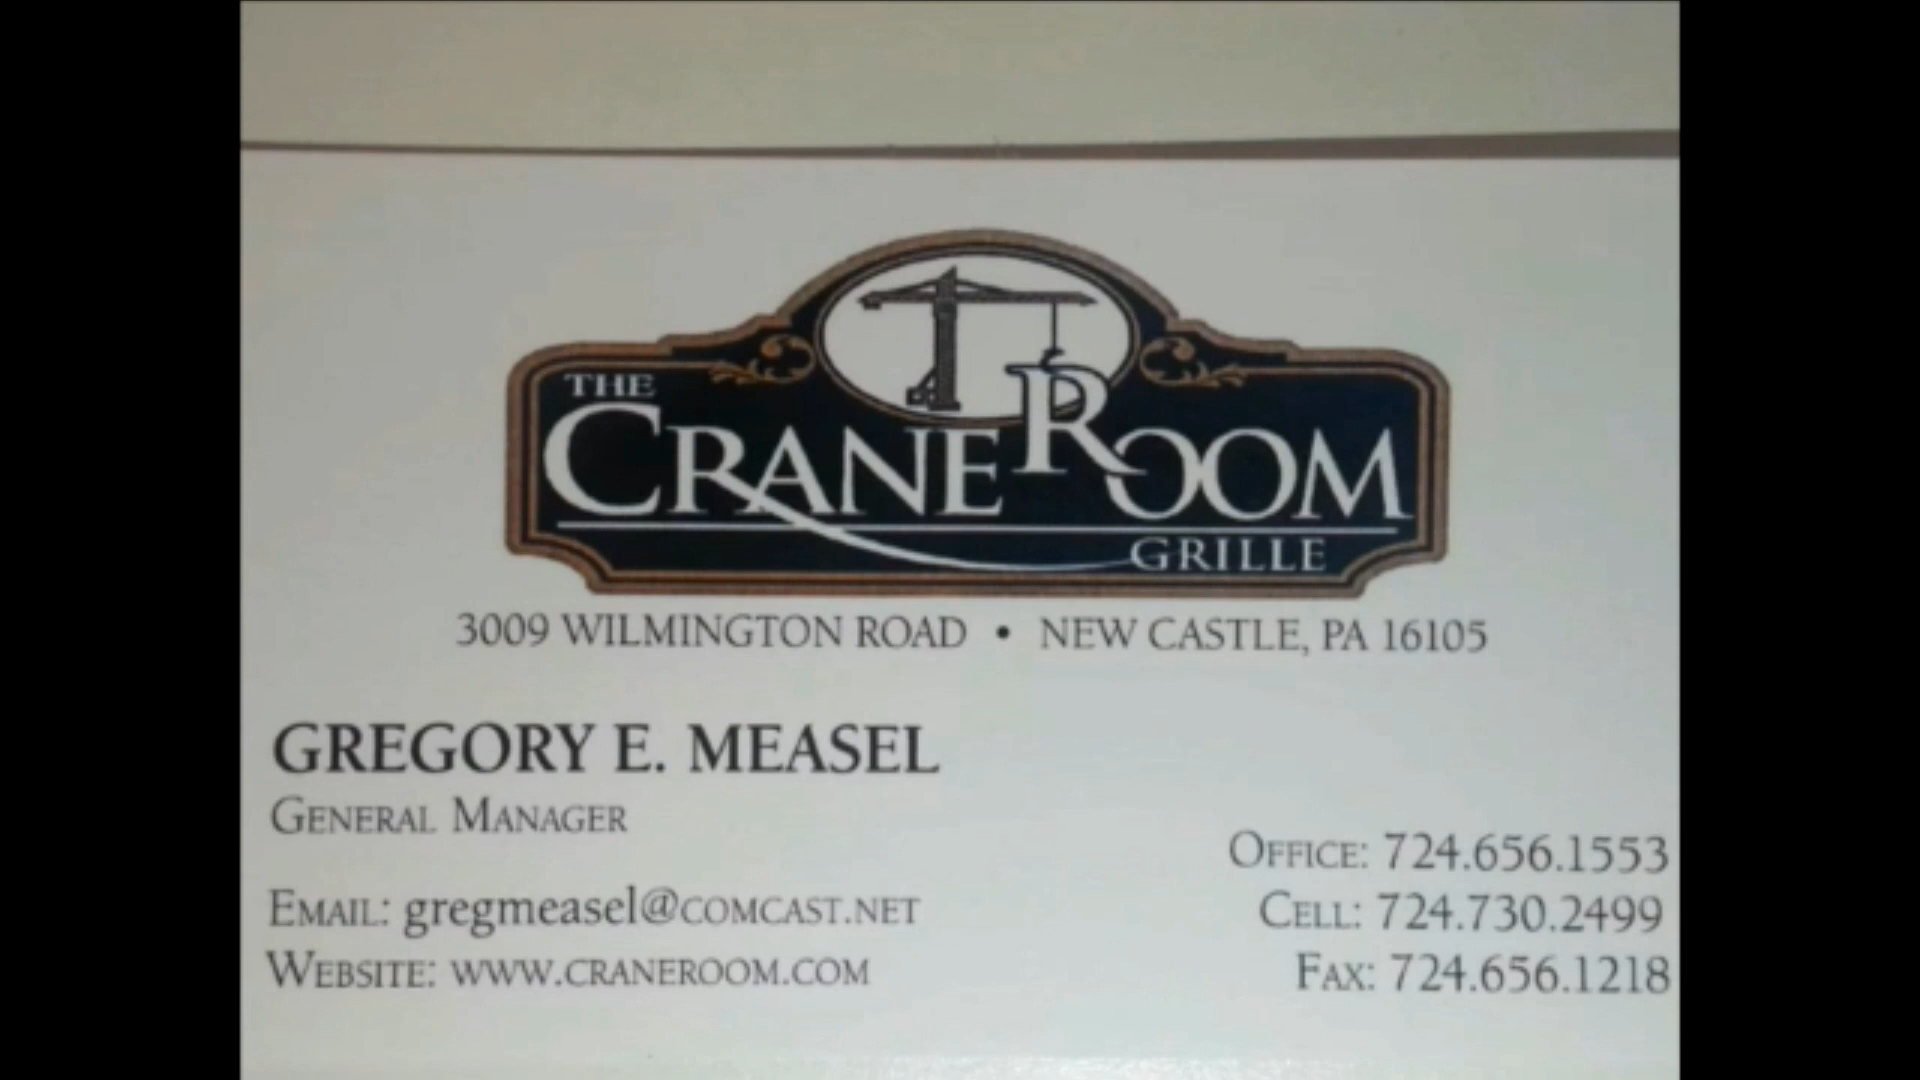 THE
CRANE ROOM
GRILLE
3009 WILMINGTON ROAD • NEW CASTLE, PA 16105
GREGORY E. MEASEL
GENERAL MANAGER
EMAIL: gregmeasel@COMCAST.NET
WEBSITE: WWW.CRANEROOM.COM
OFFICE: 724.656.1553
CELL: 724.730.2499
FAX: 724.656.1218